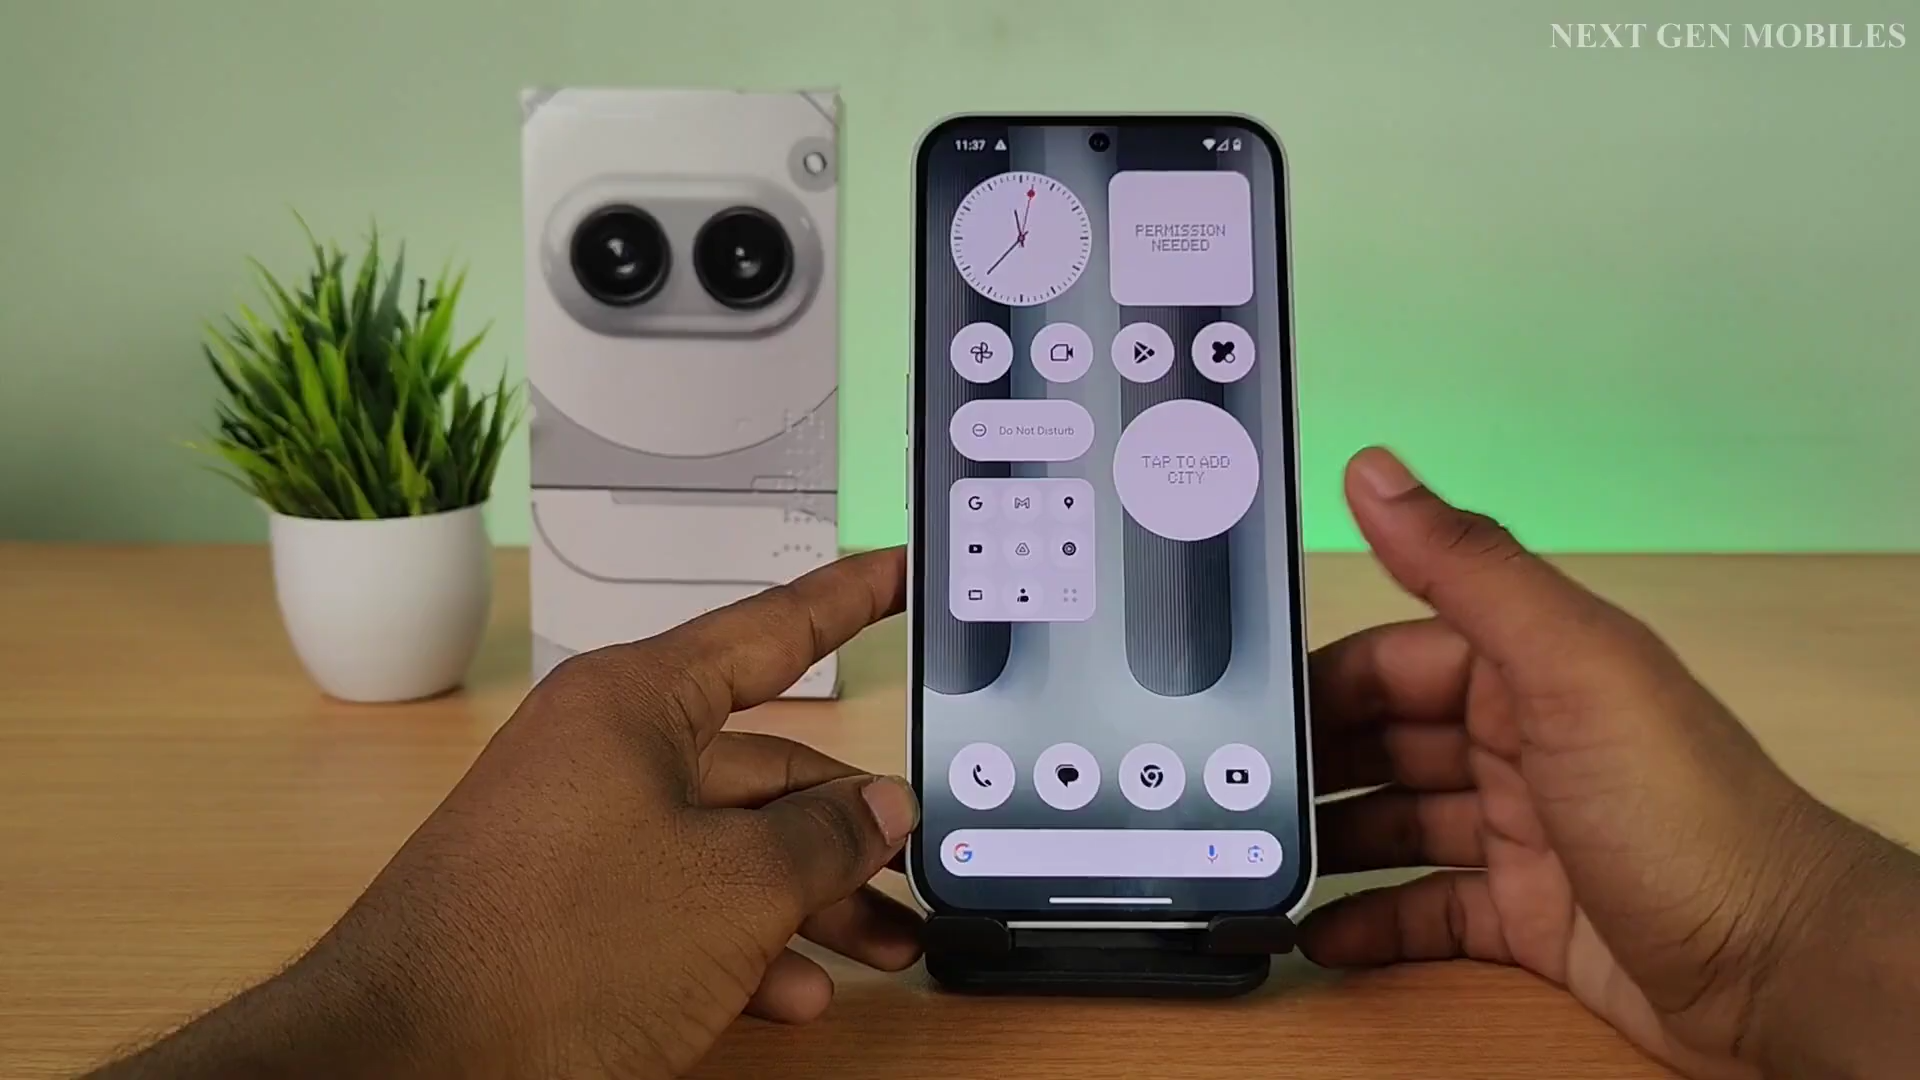 NEXT GEN MOBILES
11:37
PERMISSION
NEEDED
Do Not Disturb
TAP TO ADD
CITY